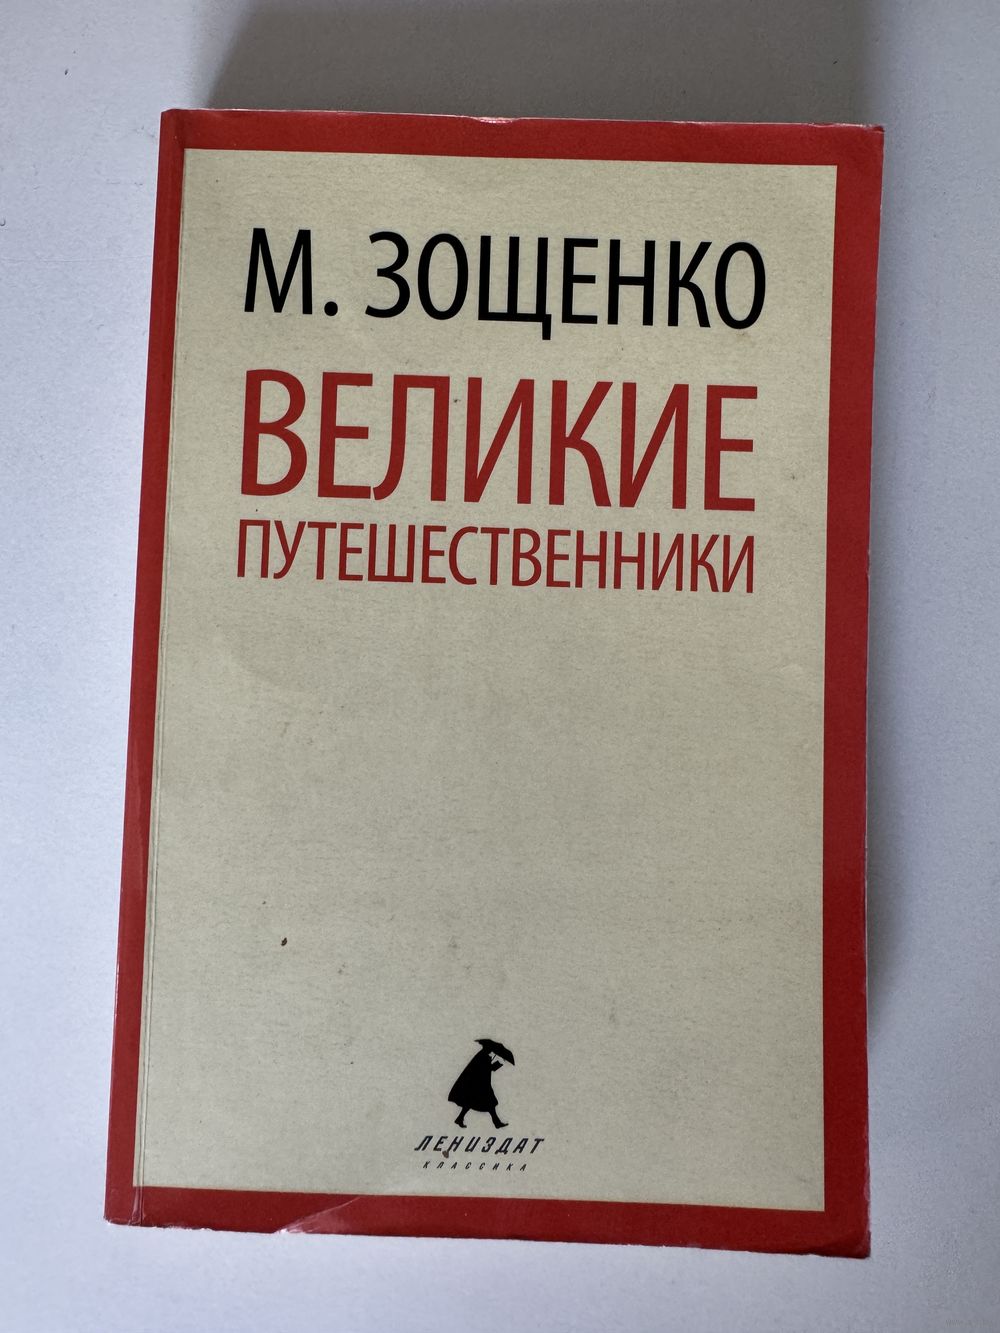 М. ЗОЩЕНКО
ВЕЛИКИЕ
ПУТЕШЕСТВЕННИКИ
ЛЕНИЗДАТ
КЛАССИКА